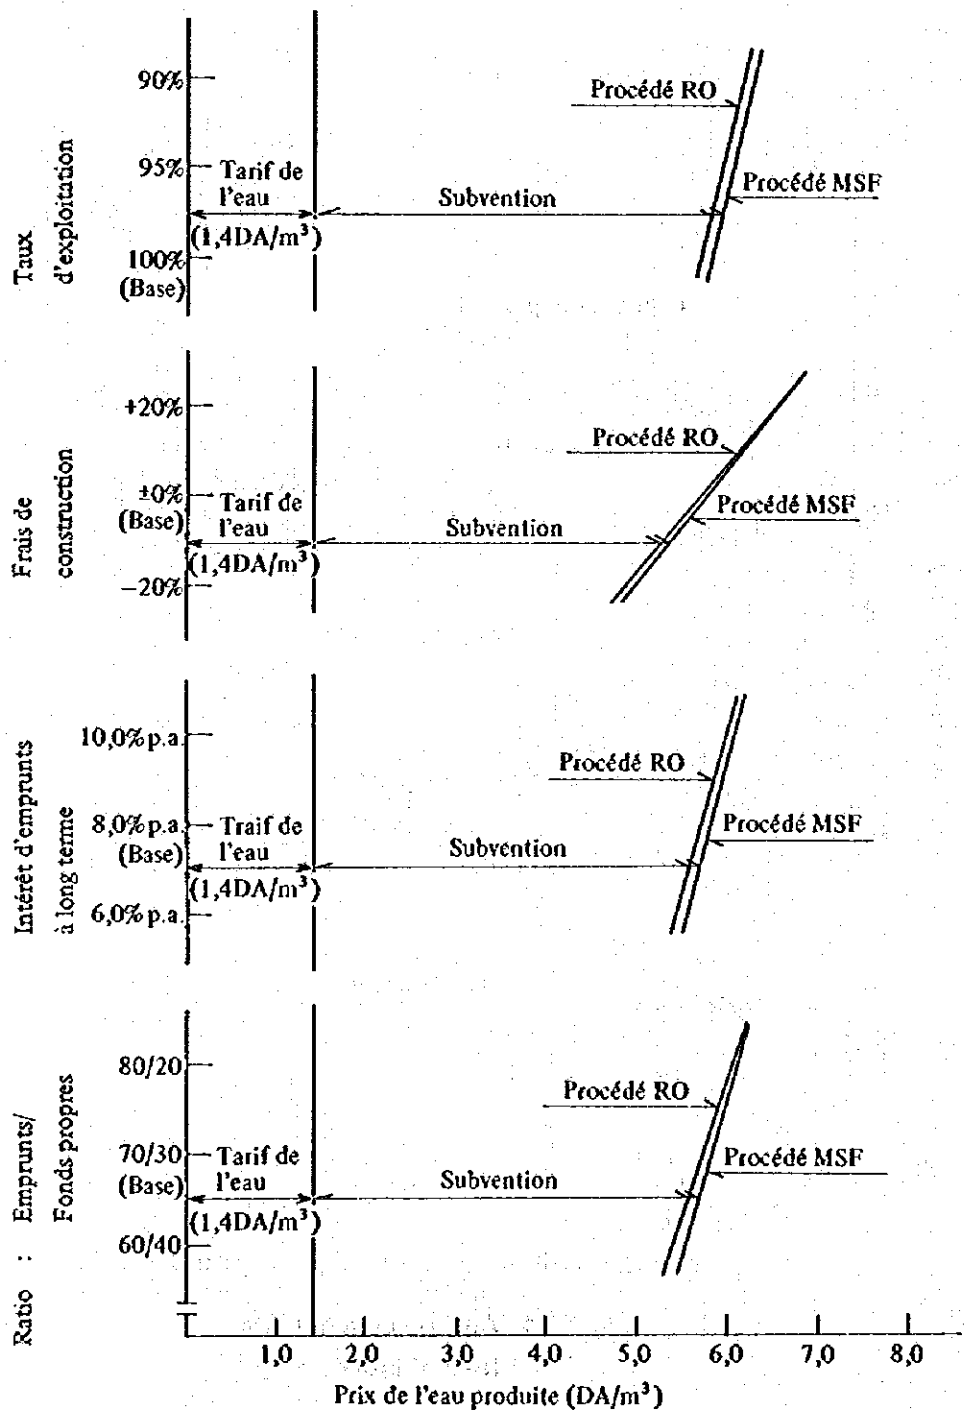 Taux
d'exploitation
90%
95%
100%
(Base)
Tarif de
l'eau
(1,4DA/m³)
Subvention
Procédé RO
Procédé MSF
Frais de
construction
+20%
±0%
(Base)
−20%
Tarif de
l'eau
(1,4DA/m³)
Subvention
Procédé RO
Procédé MSF
Intérêt d'emprunts
à long terme
10,0% p.a.
8,0% p.a.
(Base)
6,0% p.a.
Traif de
l'eau
(1,4DA/m³)
Subvention
Procédé RO
Procédé MSF
Ratio : Emprunts/
Fonds propres
80/20
70/30
(Base)
60/40
Tarif de
l'eau
(1,4DA/m³)
Subvention
Procédé RO
Procédé MSF
1,0 2,0 3,0 4,0 5,0 6,0 7,0 8,0
Prix de l'eau produite (DA/m³)